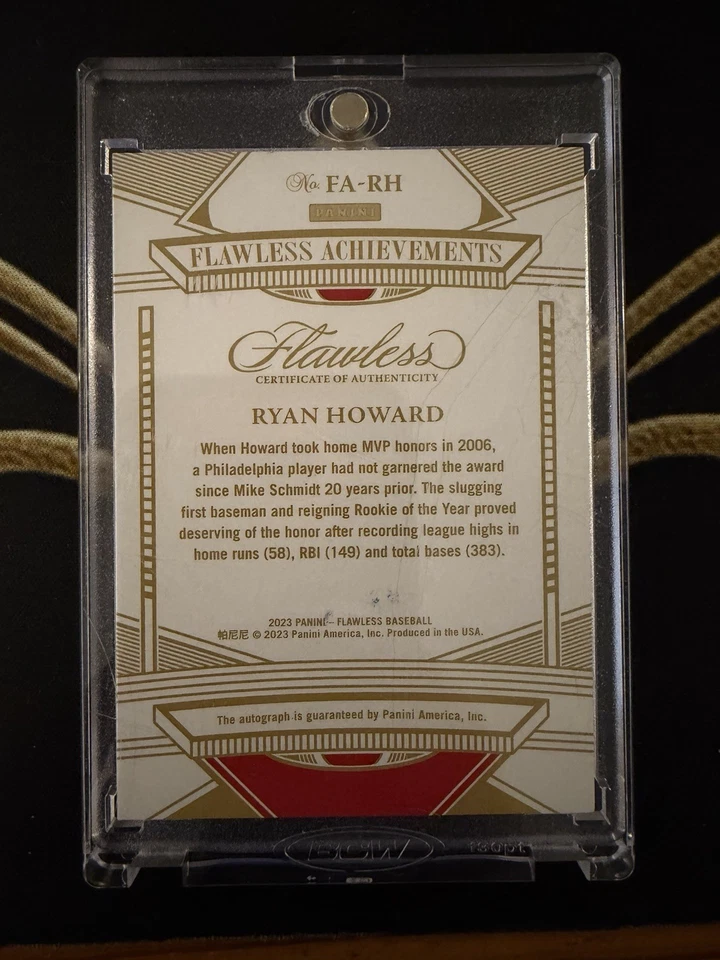 No. FA-RH
PANINI
FLAWLESS ACHIEVEMENTS
Flawless
CERTIFICATE OF AUTHENTICITY
RYAN HOWARD
When Howard took home MVP honors in 2006,
a Philadelphia player had not garnered the award
since Mike Schmidt 20 years prior. The slugging
first baseman and reigning Rookie of the Year proved
deserving of the honor after recording league highs in
home runs (58), RBI (149) and total bases (383).
2023 PANINI – FLAWLESS BASEBALL
帕尼尼 © 2023 Panini America, Inc. Produced in the USA.
The autograph is guaranteed by Panini America, Inc.
BCW 130pt